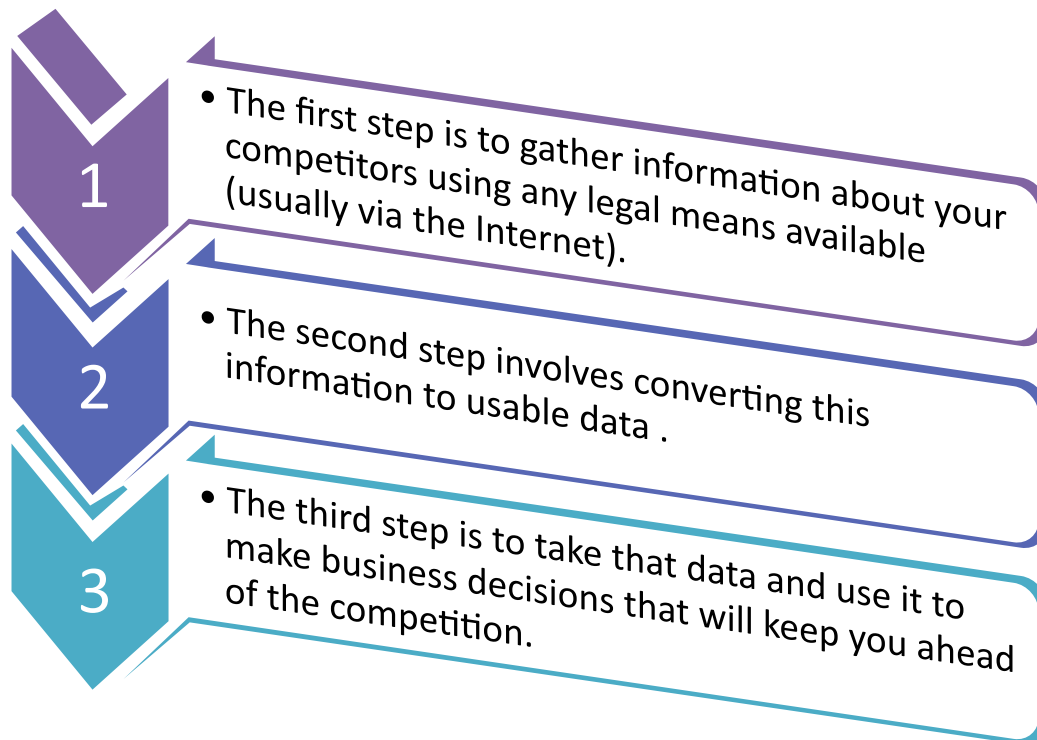 1
• The first step is to gather information about your
competitors using any legal means available
(usually via the Internet).
2
• The second step involves converting this
information to usable data .
3
• The third step is to take that data and use it to
make business decisions that will keep you ahead
of the competition.